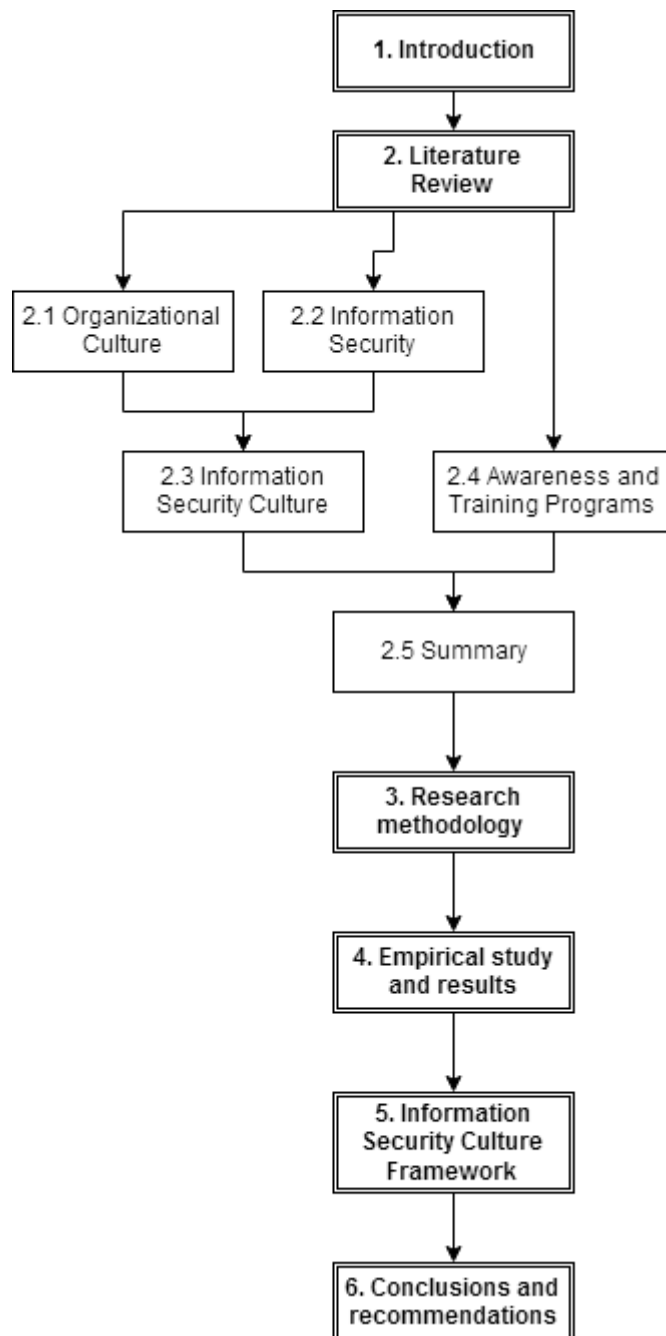 1. Introduction
2. Literature
Review
2.1 Organizational
Culture
2.2 Information
Security
2.3 Information
Security Culture
2.4 Awareness and
Training Programs
2.5 Summary
3. Research
methodology
4. Empirical study
and results
5. Information
Security Culture
Framework
6. Conclusions and
recommendations